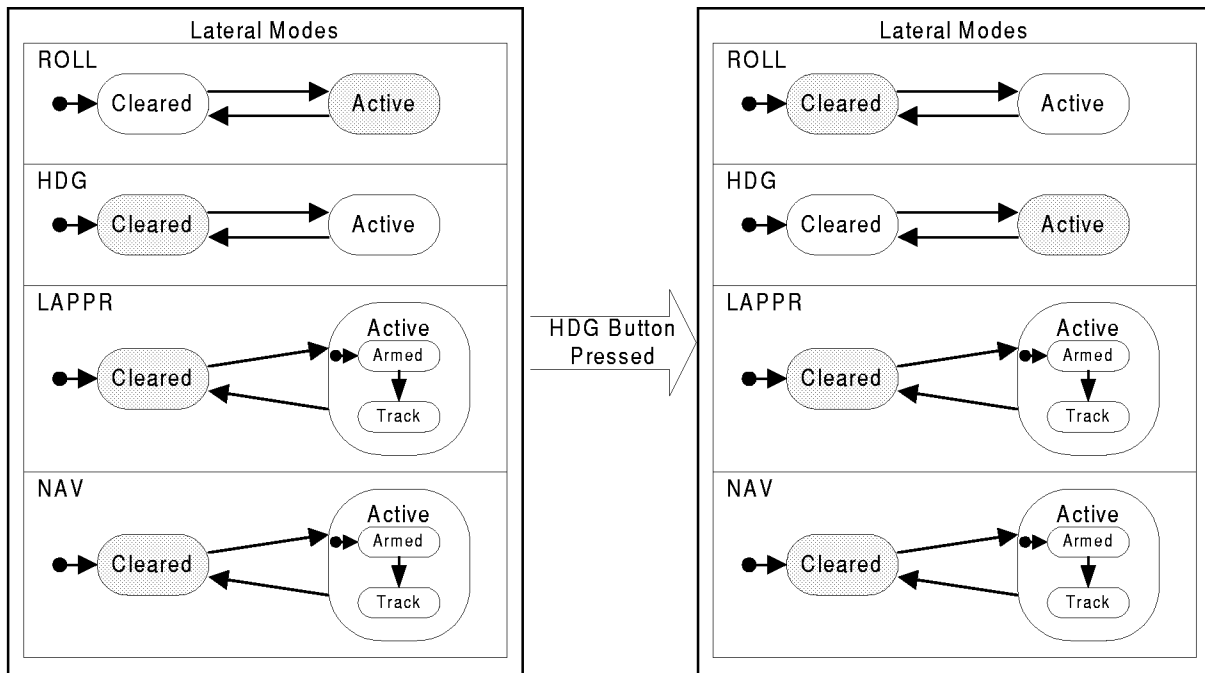 Lateral Modes
ROLL
Cleared
Active
HDG
Cleared
Active
LAPPR
Cleared
Active
Armed
Track
NAV
Cleared
Active
Armed
Track
HDG Button
Pressed
Lateral Modes
ROLL
Cleared
Active
HDG
Cleared
Active
LAPPR
Cleared
Active
Armed
Track
NAV
Cleared
Active
Armed
Track